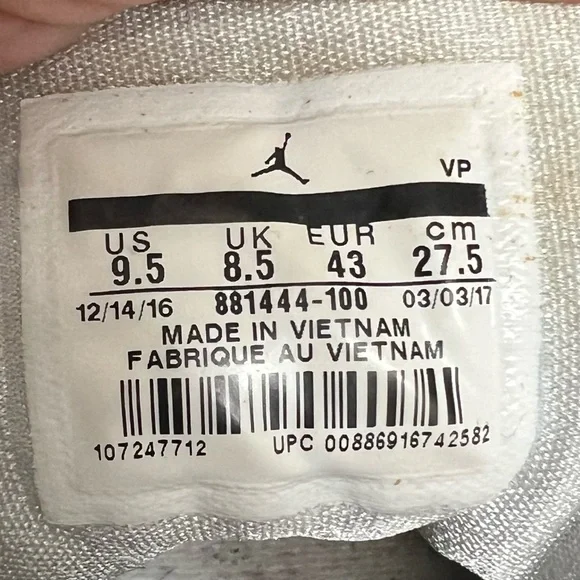 VP
US UK EUR cm
9.5 8.5 43 27.5
12/14/16 881444-100 03/03/17
MADE IN VIETNAM
FABRIQUE AU VIETNAM
107247712 UPC 00886916742582